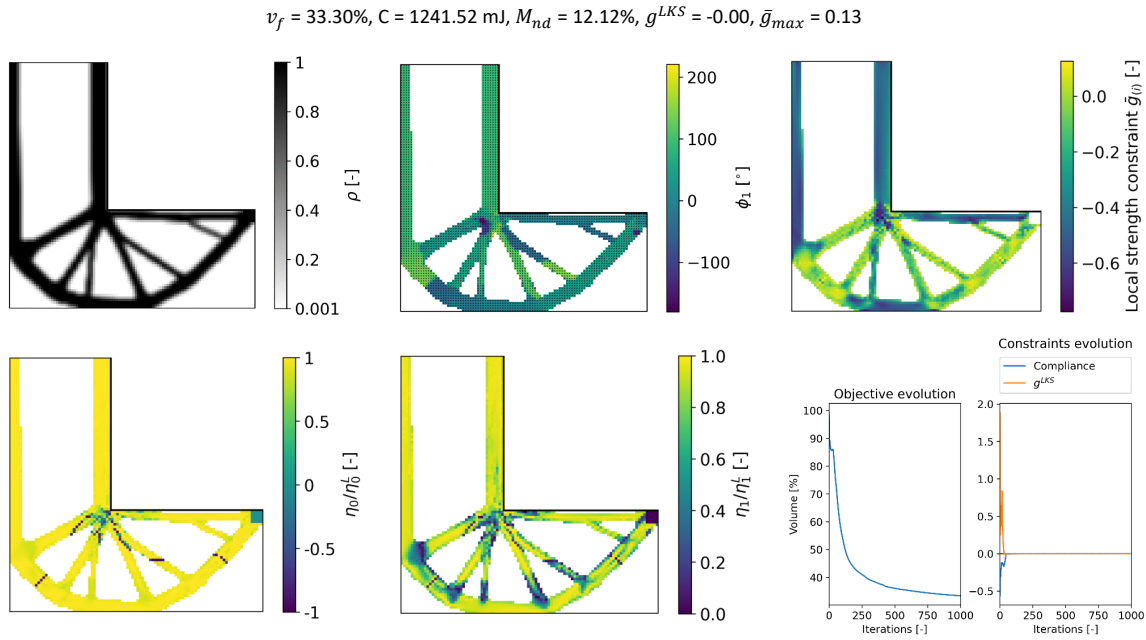 v_f = 33.30%, C = 1241.52 mJ, M_nd = 12.12%, g^LKS = -0.00, ḡ_max = 0.13
1
0.8
0.6
0.4
0.2
0.001
ρ [-]
200
100
0
−100
ϕ₁ [°]
0.0
−0.2
−0.4
−0.6
Local strength constraint ḡ_(i) [-]
1
0.5
0
-0.5
-1
η₀/η₀^L [-]
1.0
0.8
0.6
0.4
0.2
0.0
η₁/η₁^L [-]
Objective evolution
100
90
80
70
60
50
40
Volume [%]
0 250 500 750 1000
Iterations [-]
Constraints evolution
Compliance
g^LKS
2.0
1.5
1.0
0.5
0.0
−0.5
0 250 500 750 1000
Iterations [-]